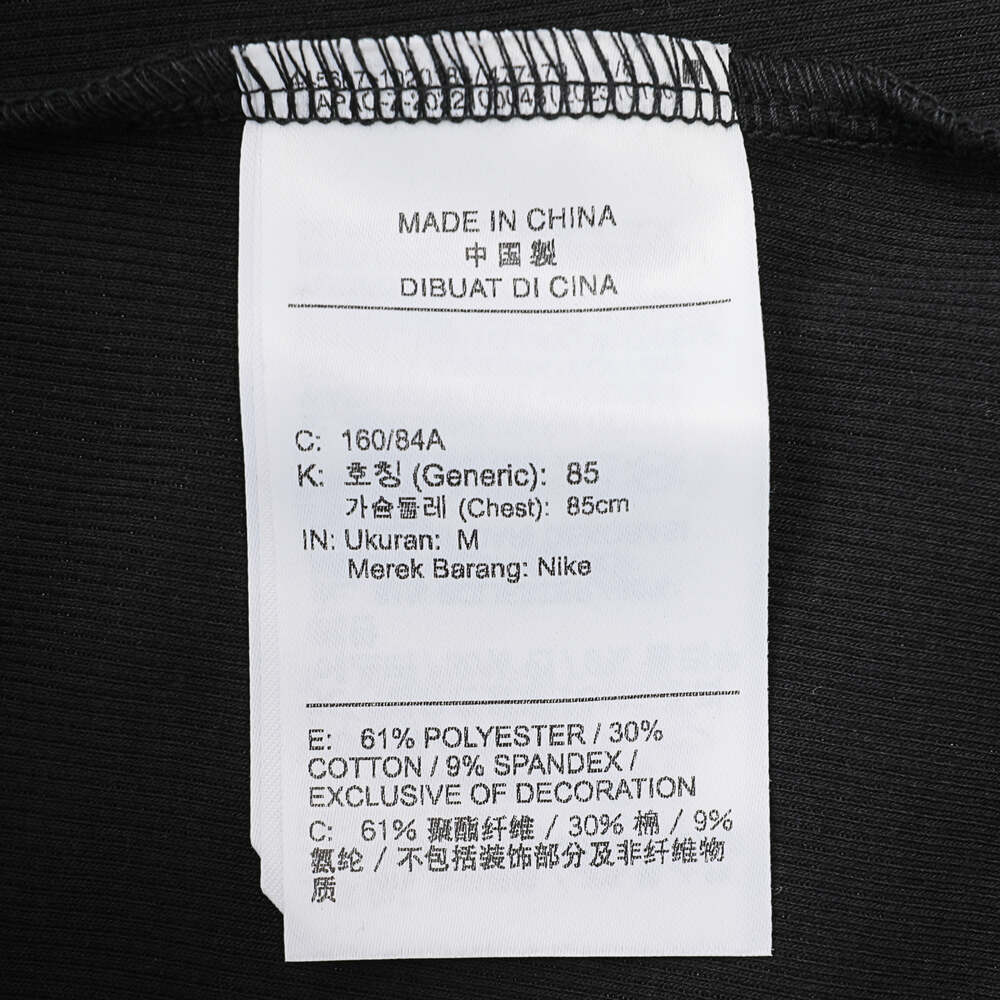 MADE IN CHINA
中国製
DIBUAT DI CINA
C: 160/84A
K: 호칭 (Generic): 85
가슴둘레 (Chest): 85cm
IN: Ukuran: M
Merek Barang: Nike
E: 61% POLYESTER / 30%
COTTON / 9% SPANDEX /
EXCLUSIVE OF DECORATION
C: 61% 聚酯纤维 / 30% 棉 / 9%
氨纶 / 不包括装饰部分及非纤维物
质